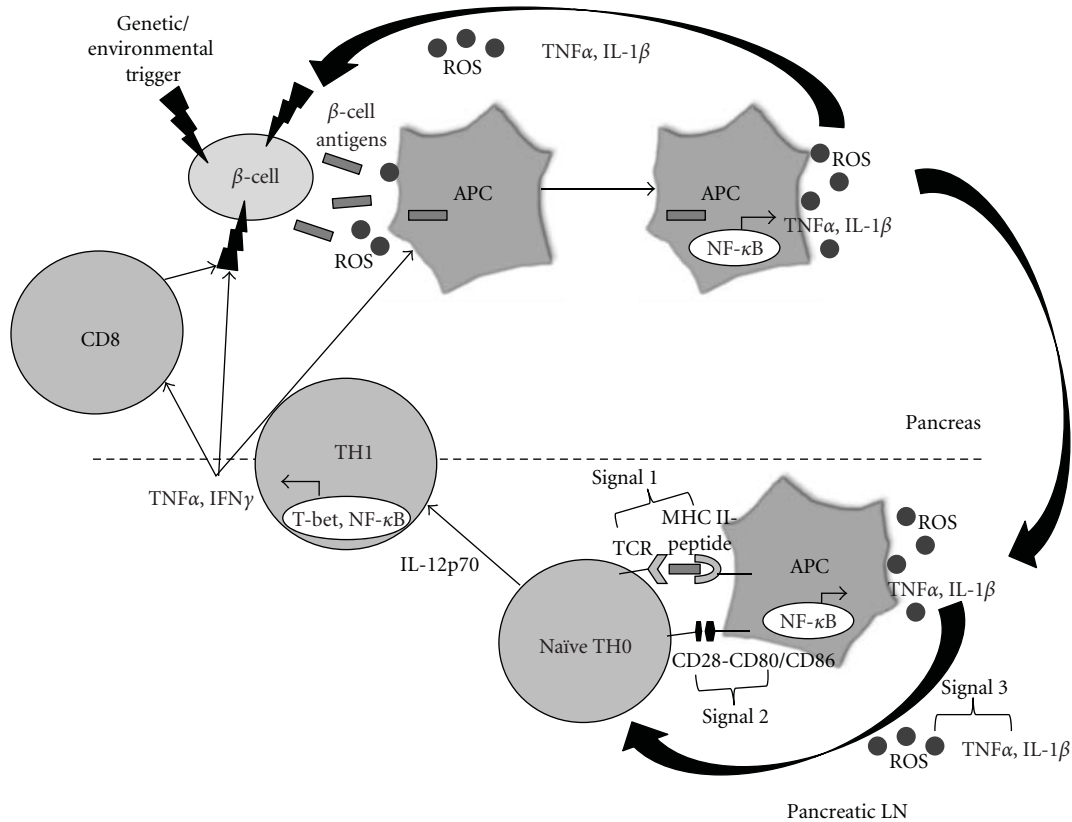 Genetic/
environmental
trigger
ROS
TNFα, IL-1β
β-cell
antigens
β-cell
APC
ROS
APC
NF-κB
ROS
TNFα, IL-1β
CD8
Pancreas
TH1
T-bet, NF-κB
TNFα, IFNγ
IL-12p70
Signal 1
MHC II-
peptide
TCR
APC
NF-κB
ROS
TNFα, IL-1β
Naïve TH0
CD28-CD80/CD86
Signal 2
Signal 3
ROS
TNFα, IL-1β
Pancreatic LN